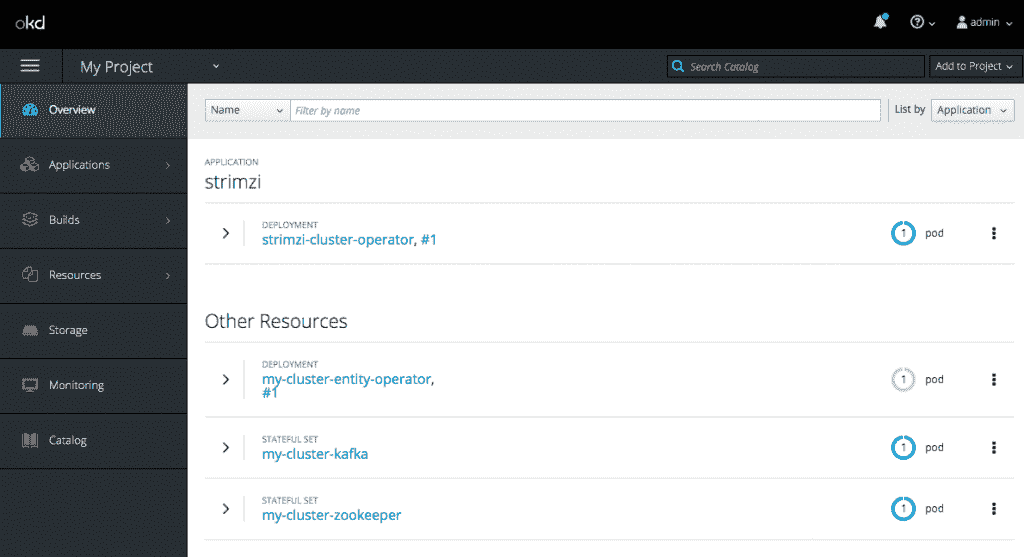 okd
admin
My Project
Search Catalog
Add to Project
Overview
Applications
Builds
Resources
Storage
Monitoring
Catalog
Name
Filter by name
List by
Application
APPLICATION
strimzi
DEPLOYMENT
strimzi-cluster-operator, #1
1 pod
Other Resources
DEPLOYMENT
my-cluster-entity-operator,
#1
1 pod
STATEFUL SET
my-cluster-kafka
1 pod
STATEFUL SET
my-cluster-zookeeper
1 pod